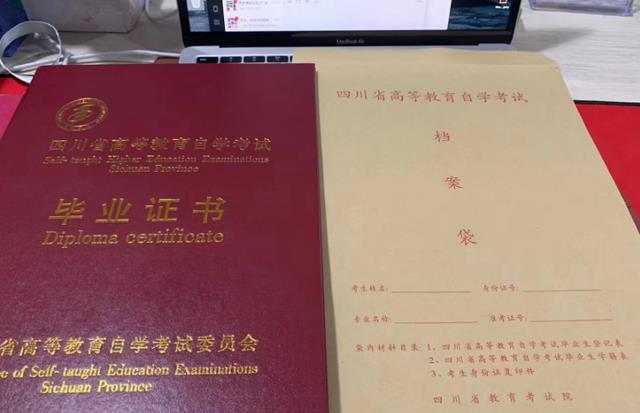 MacBook Air
四川省高等教育自学考试
Self- taught Higher Education Examinations
Sichuan Province
毕业证书
Diploma certificate
省高等教育自学考试委员会
ee of Self- taught Education Examinations
Sichuan Province
四川省高等教育自学考试
档
案
袋
考生姓名: 身份证号:
专业名称: 准考证号:
袋内材料目录: 1、四川省高等教育自学考试毕业生登记表
2、四川省高等教育自学考试毕业生学籍表
3、考生身份证复印件
四川省教育考试院